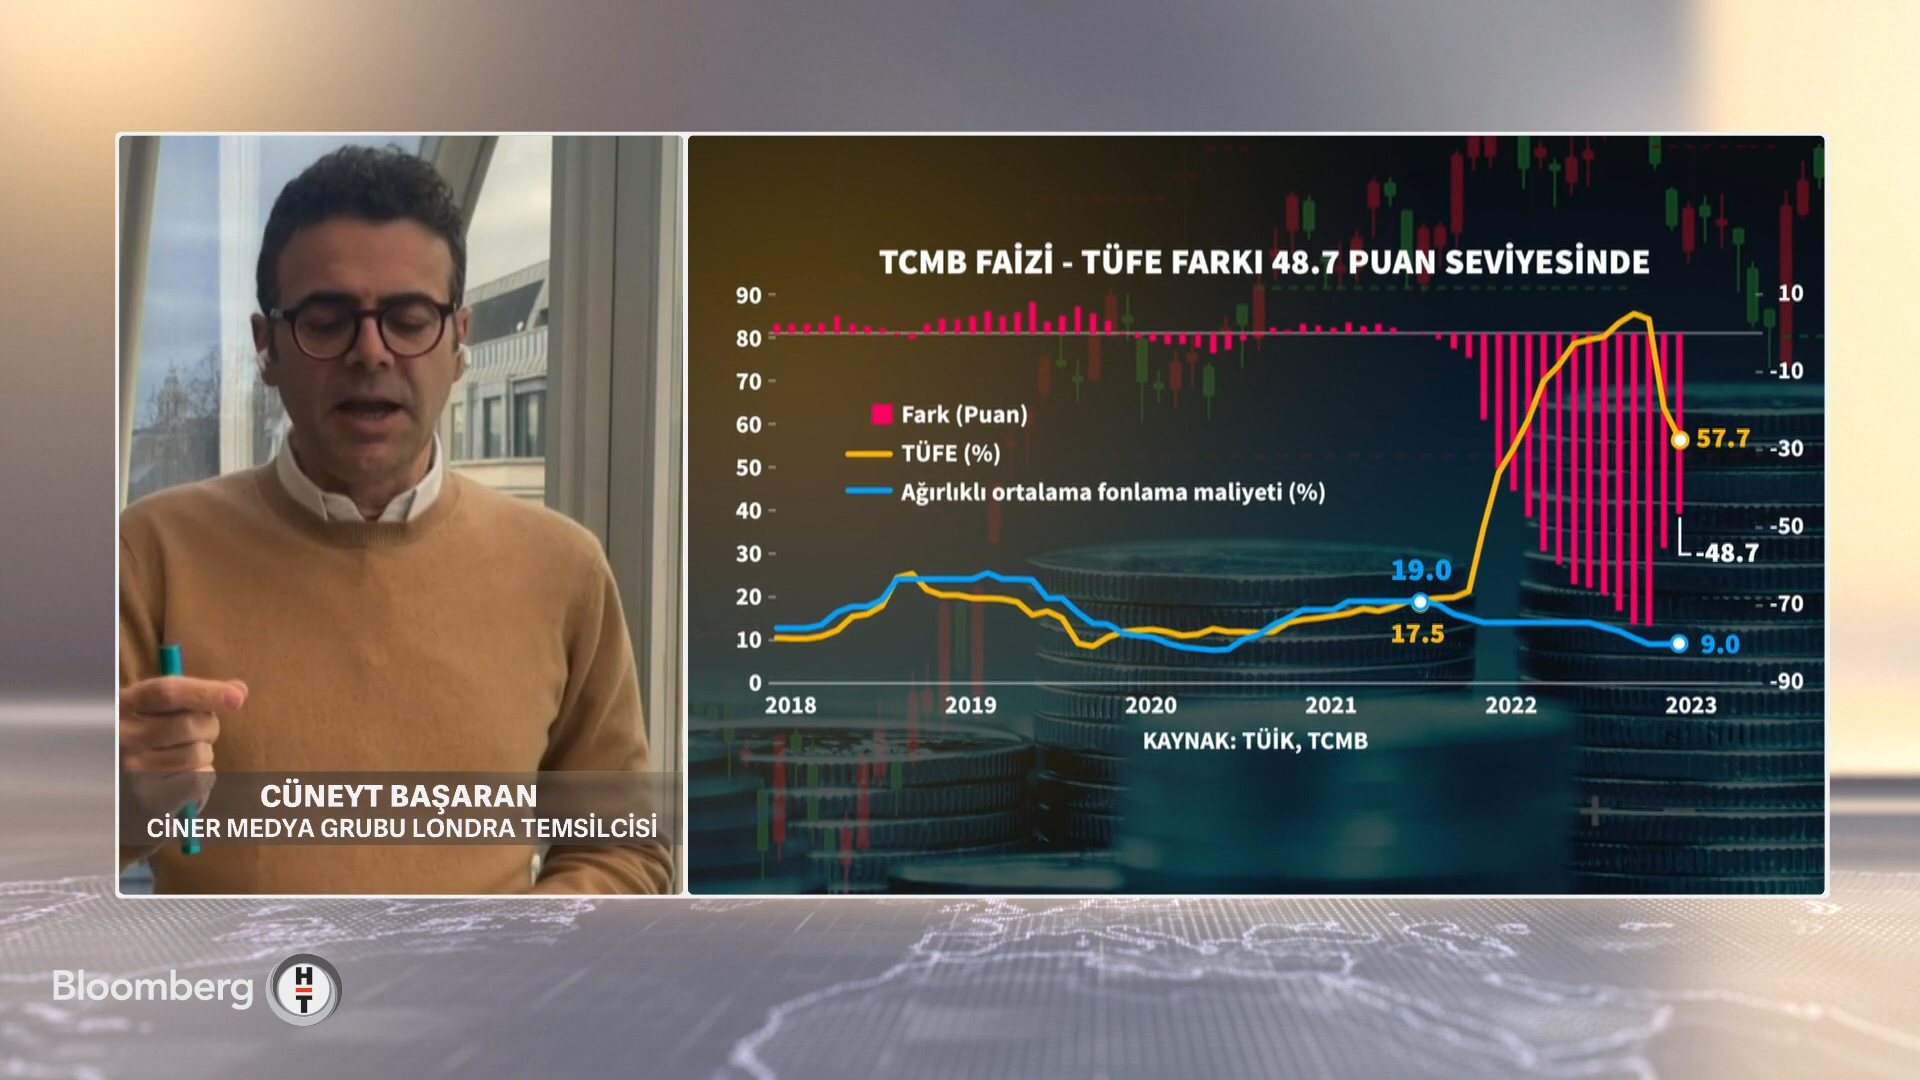 TCMB FAİZİ - TÜFE FARKI 48.7 PUAN SEVİYESİNDE
90
80
70
60
50
40
30
20
10
0
10
-10
-30
-50
-70
-90
Fark (Puan)
TÜFE (%)
Ağırlıklı ortalama fonlama maliyeti (%)
57.7
-48.7
19.0
17.5
9.0
2018 2019 2020 2021 2022 2023
KAYNAK: TÜİK, TCMB
CÜNEYT BAŞARAN
CİNER MEDYA GRUBU LONDRA TEMSİLCİSİ
Bloomberg HT